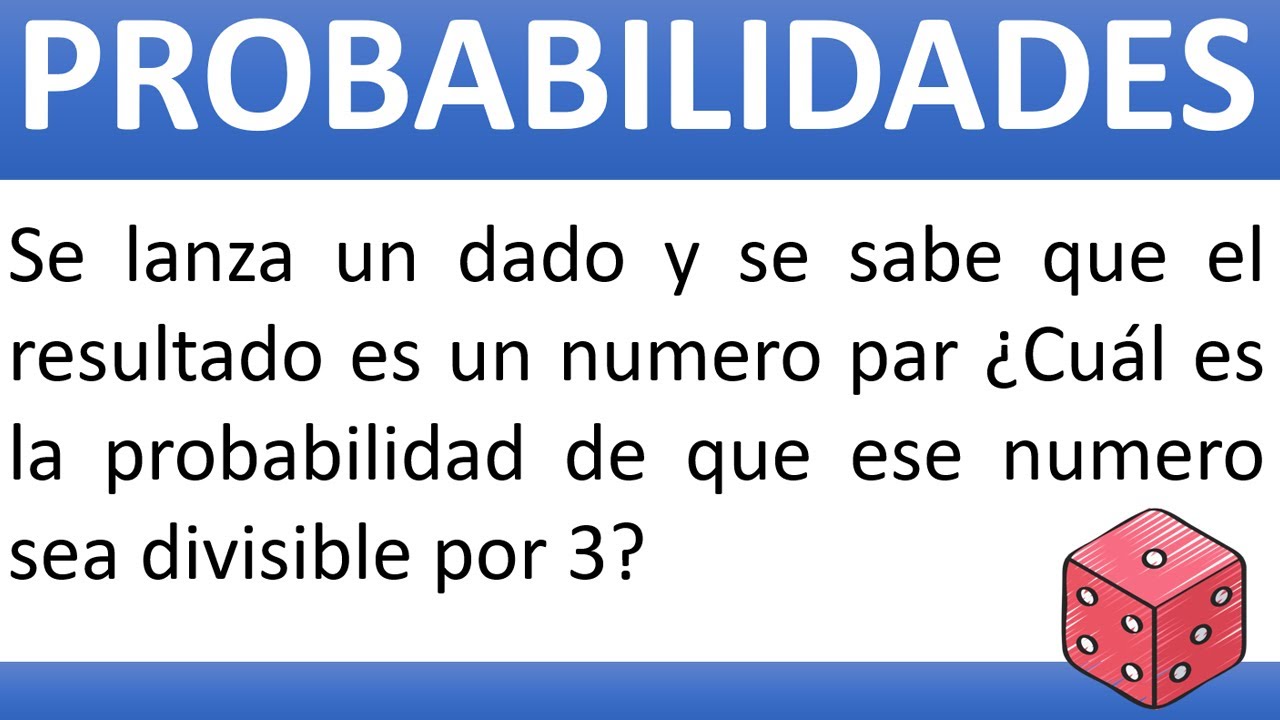 PROBABILIDADES
Se lanza un dado y se sabe que el
resultado es un numero par ¿Cuál es
la probabilidad de que ese numero
sea divisible por 3?